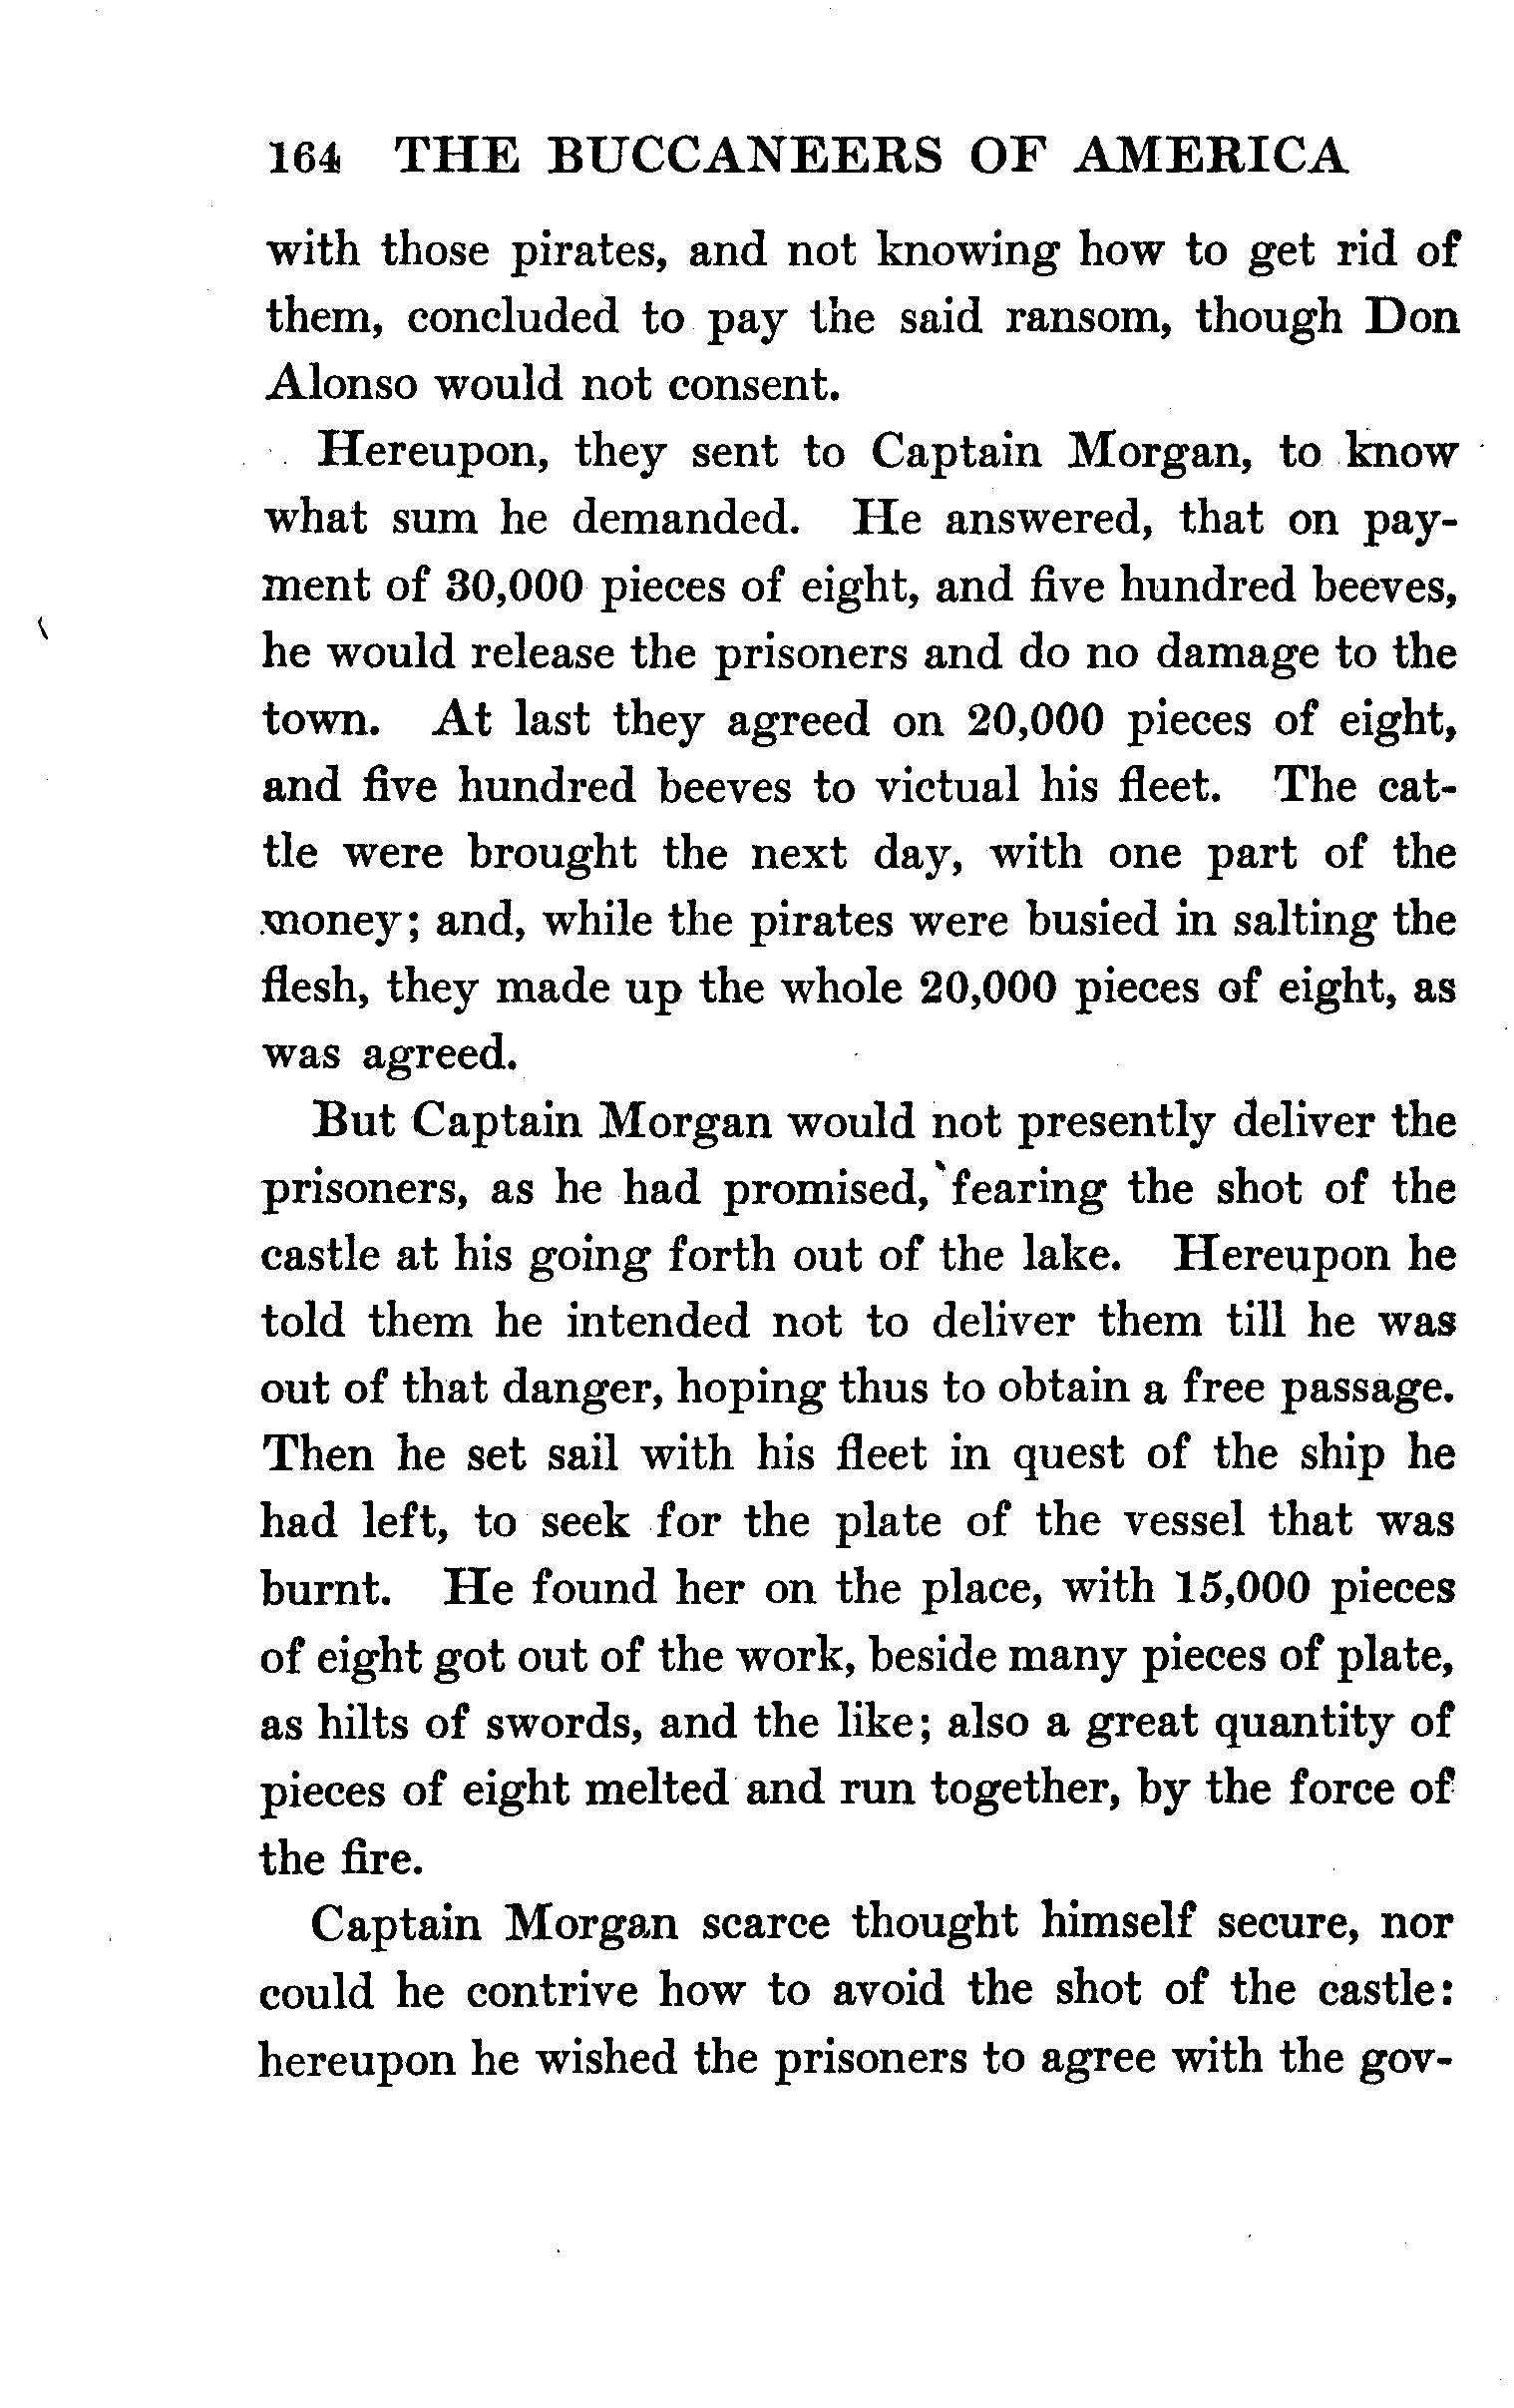 164 THE BUCCANEERS OF AMERICA
with those pirates, and not knowing how to get rid of
them, concluded to pay the said ransom, though Don
Alonso would not consent.
Hereupon, they sent to Captain Morgan, to know
what sum he demanded. He answered, that on pay-
ment of 30,000 pieces of eight, and five hundred beeves,
he would release the prisoners and do no damage to the
town. At last they agreed on 20,000 pieces of eight,
and five hundred beeves to victual his fleet. The cat-
tle were brought the next day, with one part of the
money; and, while the pirates were busied in salting the
flesh, they made up the whole 20,000 pieces of eight, as
was agreed.
But Captain Morgan would not presently deliver the
prisoners, as he had promised, fearing the shot of the
castle at his going forth out of the lake. Hereupon he
told them he intended not to deliver them till he was
out of that danger, hoping thus to obtain a free passage.
Then he set sail with his fleet in quest of the ship he
had left, to seek for the plate of the vessel that was
burnt. He found her on the place, with 15,000 pieces
of eight got out of the work, beside many pieces of plate,
as hilts of swords, and the like; also a great quantity of
pieces of eight melted and run together, by the force of
the fire.
Captain Morgan scarce thought himself secure, nor
could he contrive how to avoid the shot of the castle:
hereupon he wished the prisoners to agree with the gov-